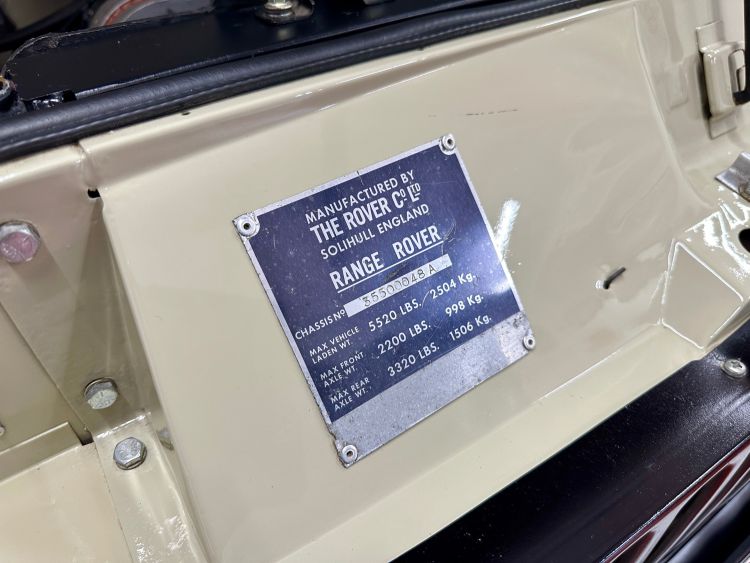 MANUFACTURED BY
THE ROVER Co LTD
SOLIHULL ENGLAND
RANGE ROVER
CHASSIS No 35500048 A
MAX VEHICLE LADEN WT. 5520 LBS. 2504 Kg.
MAX FRONT AXLE WT. 2200 LBS. 998 Kg.
MAX REAR AXLE WT. 3320 LBS. 1506 Kg.